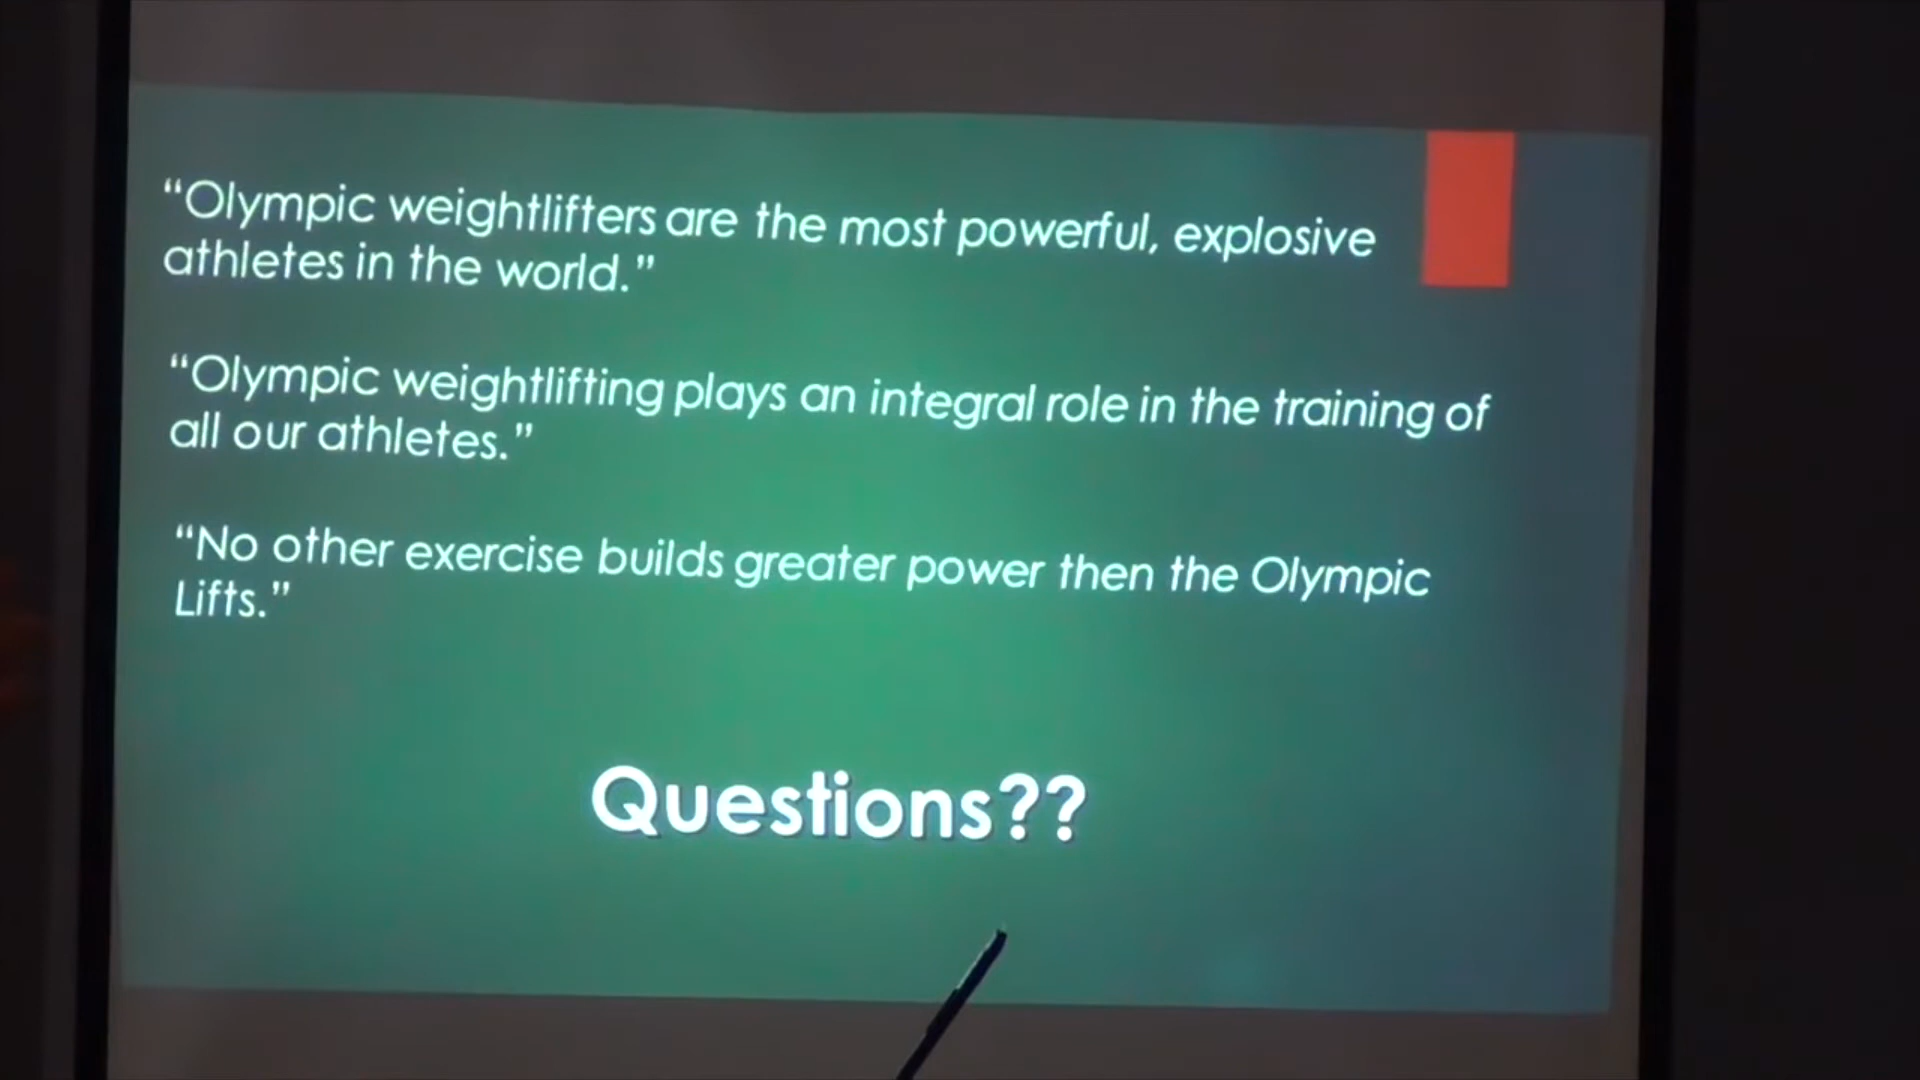 “Olympic weightlifters are the most powerful, explosive
athletes in the world.”
“Olympic weightlifting plays an integral role in the training of
all our athletes.”
“No other exercise builds greater power then the Olympic
Lifts.”
Questions??